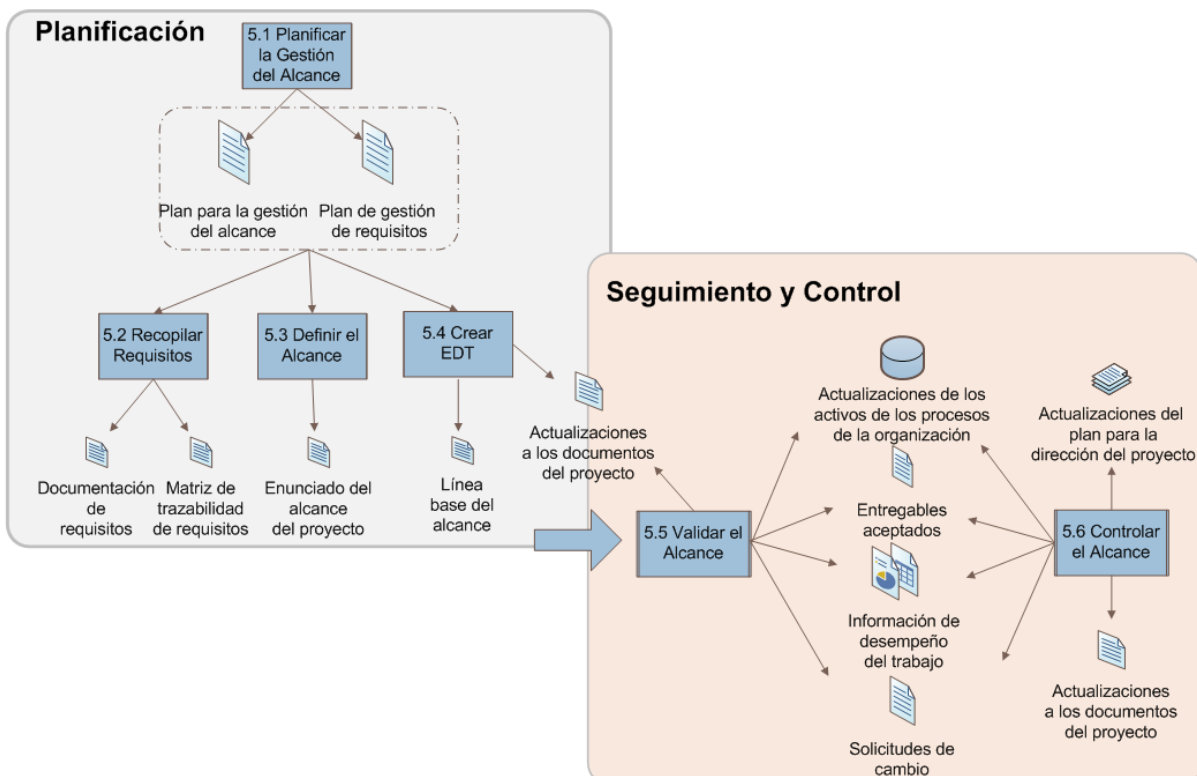 Planificación
5.1 Planificar
la Gestión
del Alcance
Plan para la gestión
del alcance
Plan de gestión
de requisitos
5.2 Recopilar
Requisitos
5.3 Definir el
Alcance
5.4 Crear
EDT
Documentación
de
requisitos
Matriz de
trazabilidad
de requisitos
Enunciado del
alcance
del proyecto
Línea
base del
alcance
Actualizaciones
a los documentos
del proyecto
Seguimiento y Control
Actualizaciones de los
activos de los procesos
de la organización
Actualizaciones del
plan para la
dirección del proyecto
5.5 Validar el
Alcance
Entregables
aceptados
5.6 Controlar
el Alcance
Información de
desempeño
del trabajo
Actualizaciones
a los documentos
del proyecto
Solicitudes de
cambio